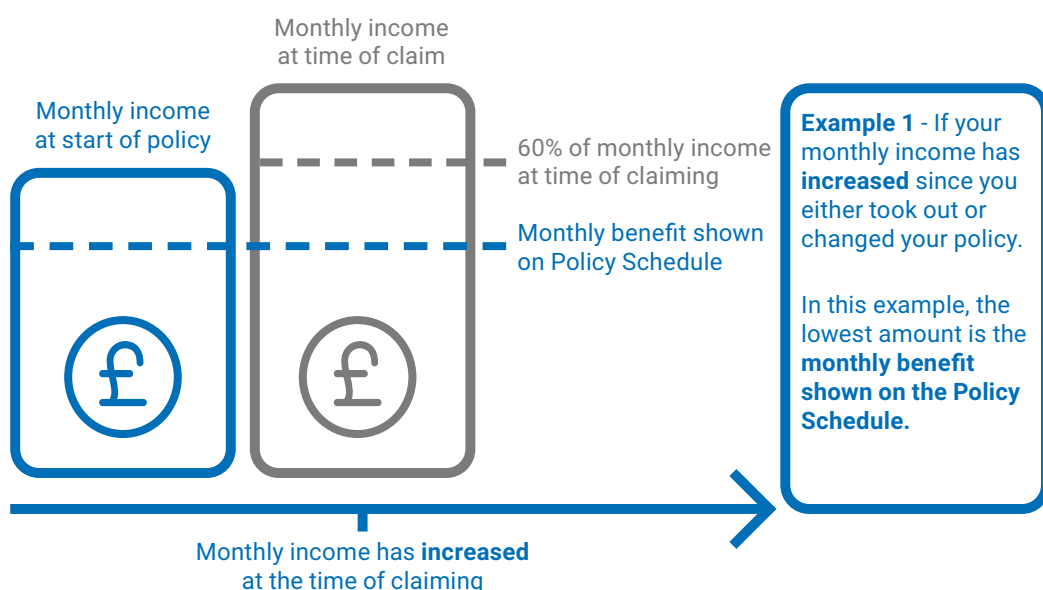 Monthly income
at time of claim
Monthly income
at start of policy
60% of monthly income
at time of claiming
Monthly benefit shown
on Policy Schedule
£
£
Example 1 - If your
monthly income has
increased since you
either took out or
changed your policy.
In this example, the
lowest amount is the
monthly benefit
shown on the Policy
Schedule.
Monthly income has increased
at the time of claiming